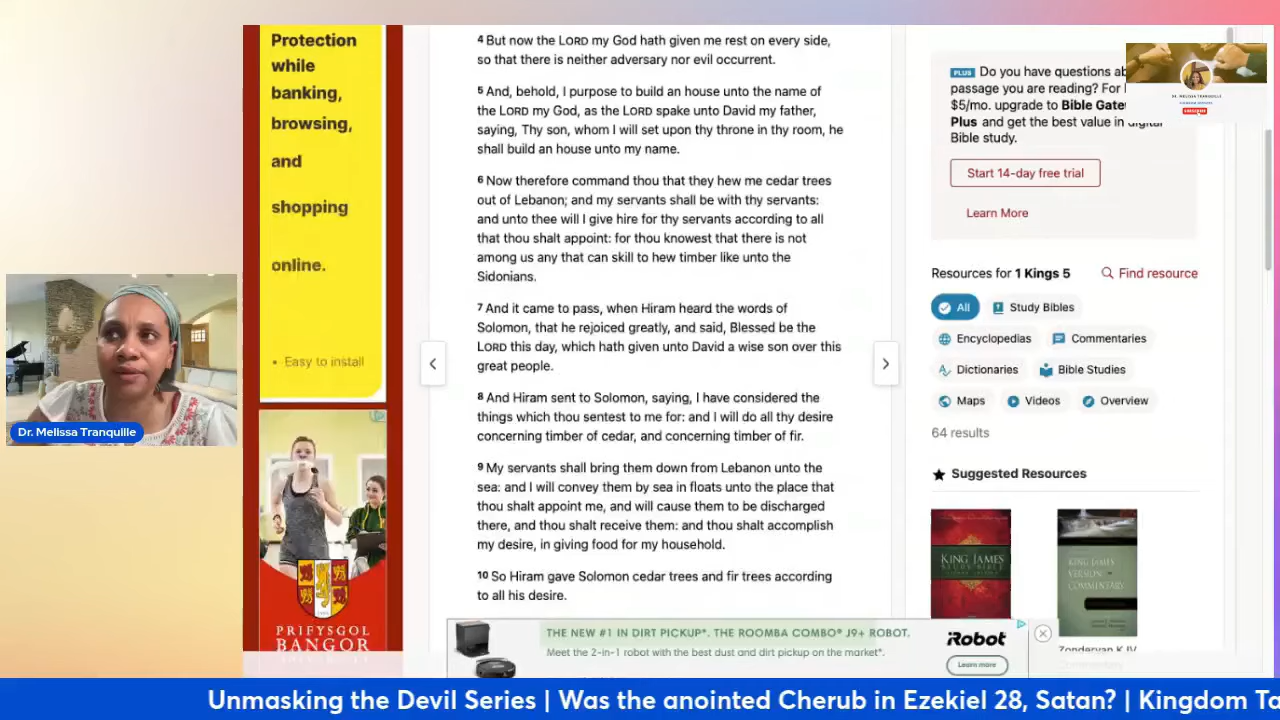 Protection
while
banking,
browsing,
and
shopping
online.
• Easy to install
PRIFYSGOL
BANGOR
Dr. Melissa Tranquille
4 But now the LORD my God hath given me rest on every side,
so that there is neither adversary nor evil occurrent.
5 And, behold, I purpose to build an house unto the name of
the LORD my God, as the LORD spake unto David my father,
saying, Thy son, whom I will set upon thy throne in thy room, he
shall build an house unto my name.
6 Now therefore command thou that they hew me cedar trees
out of Lebanon; and my servants shall be with thy servants:
and unto thee will I give hire for thy servants according to all
that thou shalt appoint: for thou knowest that there is not
among us any that can skill to hew timber like unto the
Sidonians.
7 And it came to pass, when Hiram heard the words of
Solomon, that he rejoiced greatly, and said, Blessed be the
LORD this day, which hath given unto David a wise son over this
great people.
8 And Hiram sent to Solomon, saying, I have considered the
things which thou sentest to me for: and I will do all thy desire
concerning timber of cedar, and concerning timber of fir.
9 My servants shall bring them down from Lebanon unto the
sea: and I will convey them by sea in floats unto the place that
thou shalt appoint me, and will cause them to be discharged
there, and thou shalt receive them: and thou shalt accomplish
my desire, in giving food for my household.
10 So Hiram gave Solomon cedar trees and fir trees according
to all his desire.
PLUS Do you have questions
passage you are reading? For
$5/mo. upgrade to Bible
Plus and get the best value in digital
Bible study.
Start 14-day free trial
Learn More
DR. MELISSA TRANQUILLE
SUBSCRIBE
Resources for 1 Kings 5 Find resource
All Study Bibles
Encyclopedias Commentaries
Dictionaries Bible Studies
Maps Videos Overview
64 results
Suggested Resources
KING JAMES
STUDY BIBLE
KING JAMES
VERSION
COMMENTARY
Zondervan KJV
Commentary
THE NEW #1 IN DIRT PICKUP*. THE ROOMBA COMBO® J9+ ROBOT.
Meet the 2-in-1 robot with the best dust and dirt pickup on the market*.
iRobot
Learn more
Unmasking the Devil Series | Was the anointed Cherub in Ezekiel 28, Satan? | Kingdom